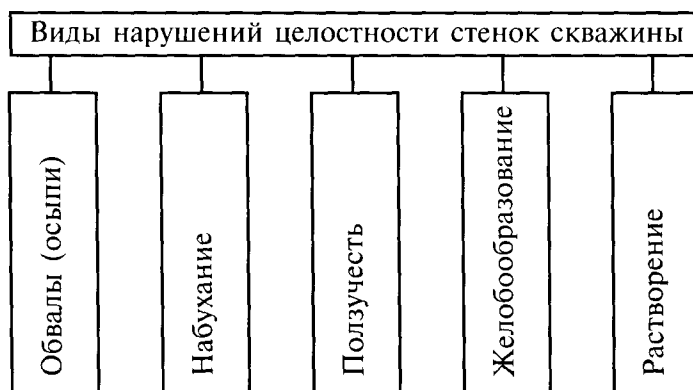 Виды нарушений целостности стенок скважины
Обвалы (осыпи)
Набухание
Ползучесть
Желобообразование
Растворение